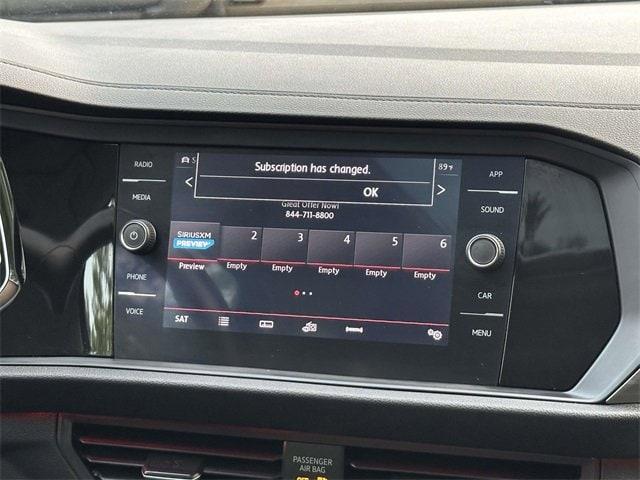 RADIO
MEDIA
PHONE
VOICE
Subscription has changed.
OK
89°F
Great Offer Now!
844-711-8800
SIRIUSXM
PREVIEW
2
3
4
5
6
Preview
Empty
Empty
Empty
Empty
Empty
SAT
APP
SOUND
CAR
MENU
PASSENGER
AIR BAG